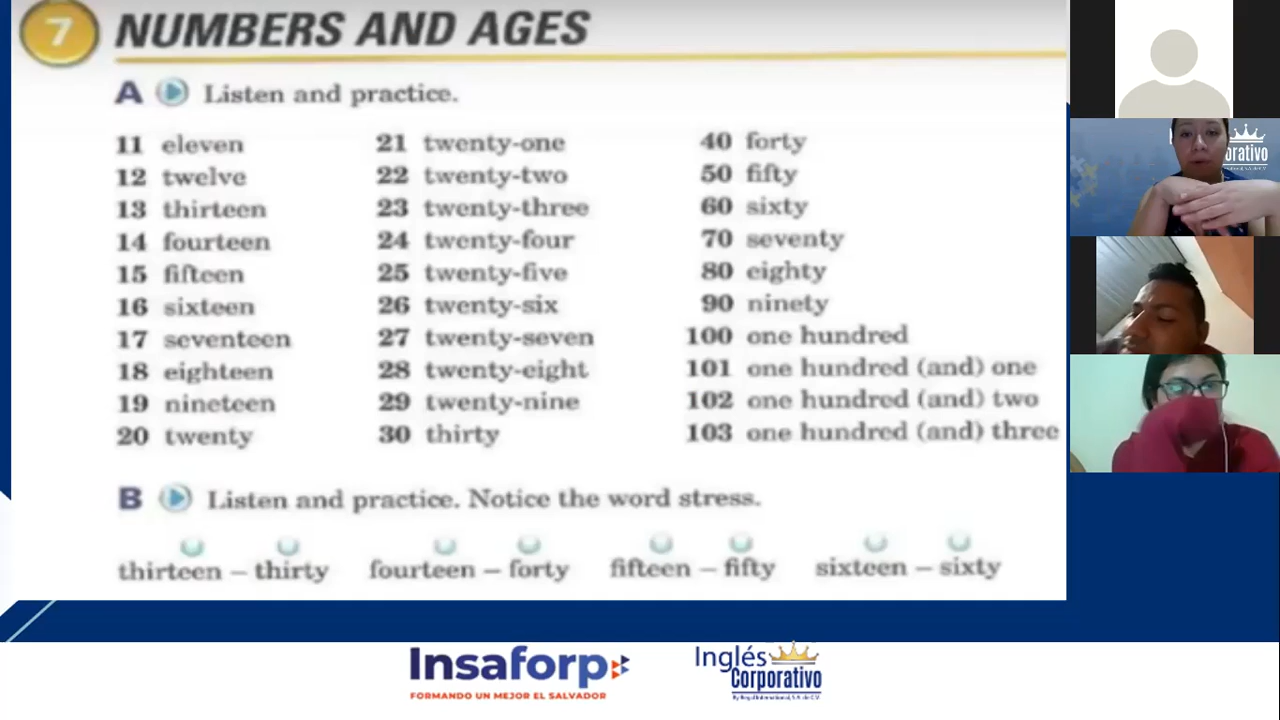 7 NUMBERS AND AGES
A Listen and practice.
11 eleven 21 twenty-one 40 forty
12 twelve 22 twenty-two 50 fifty
13 thirteen 23 twenty-three 60 sixty
14 fourteen 24 twenty-four 70 seventy
15 fifteen 25 twenty-five 80 eighty
16 sixteen 26 twenty-six 90 ninety
17 seventeen 27 twenty-seven 100 one hundred
18 eighteen 28 twenty-eight 101 one hundred (and) one
19 nineteen 29 twenty-nine 102 one hundred (and) two
20 twenty 30 thirty 103 one hundred (and) three
B Listen and practice. Notice the word stress.
thirteen – thirty fourteen – forty fifteen – fifty sixteen – sixty
Insaforp
FORMANDO UN MEJOR EL SALVADOR
Inglés
Corporativo
By Regal International, S.A. de C.V.
orativo